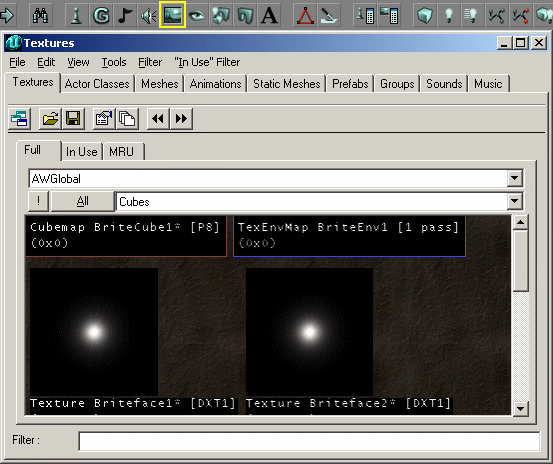 G
A
Textures
File Edit View Tools Filter "In Use" Filter
Textures Actor Classes Meshes Animations Static Meshes Prefabs Groups Sounds Music
Full In Use MRU
AWGlobal
! All Cubes
Cubemap BriteCube1* [P8] TexEnvMap BriteEnv1 [1 pass]
(0x0) (0x0)
Texture Briteface1* [DXT1] Texture Briteface2* [DXT1]
Filter :